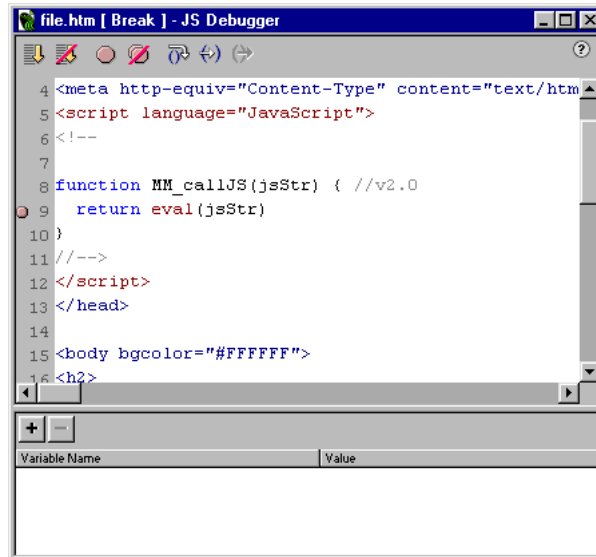 file.htm [ Break ] - JS Debugger
?
4 <meta http-equiv="Content-Type" content="text/htm
5 <script language="JavaScript">
6 <!--
7
8 function MM_callJS(jsStr) { //v2.0
9 return eval(jsStr)
10 }
11 //-->
12 </script>
13 </head>
14
15 <body bgcolor="#FFFFFF">
16 <h2>
Variable Name Value